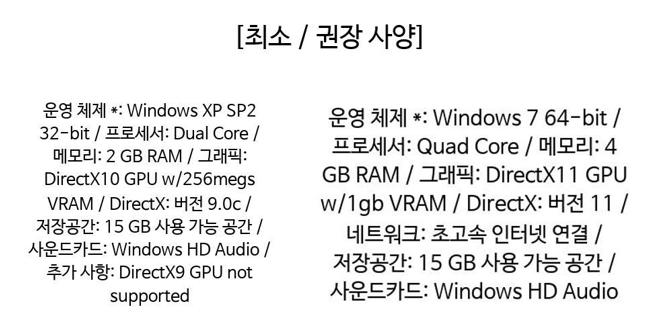 [최소 / 권장 사양]
운영 체제 *: Windows XP SP2
32-bit / 프로세서: Dual Core /
메모리: 2 GB RAM / 그래픽:
DirectX10 GPU w/256megs
VRAM / DirectX: 버전 9.0c /
저장공간: 15 GB 사용 가능 공간 /
사운드카드: Windows HD Audio /
추가 사항: DirectX9 GPU not
supported
운영 체제 *: Windows 7 64-bit /
프로세서: Quad Core / 메모리: 4
GB RAM / 그래픽: DirectX11 GPU
w/1gb VRAM / DirectX: 버전 11 /
네트워크: 초고속 인터넷 연결 /
저장공간: 15 GB 사용 가능 공간 /
사운드카드: Windows HD Audio